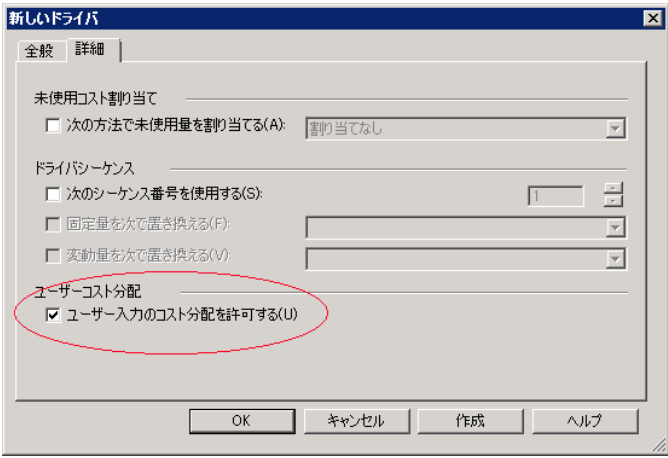 新しいドライバ
全般 詳細
未使用コスト割り当て
次の方法で未使用量を割り当てる(A): 割り当てなし
ドライバシーケンス
次のシーケンス番号を使用する(S): 1
固定量を次で置き換える(F):
変動量を次で置き換える(V):
ユーザーコスト分配
ユーザー入力のコスト分配を許可する(U)
OK キャンセル 作成 ヘルプ